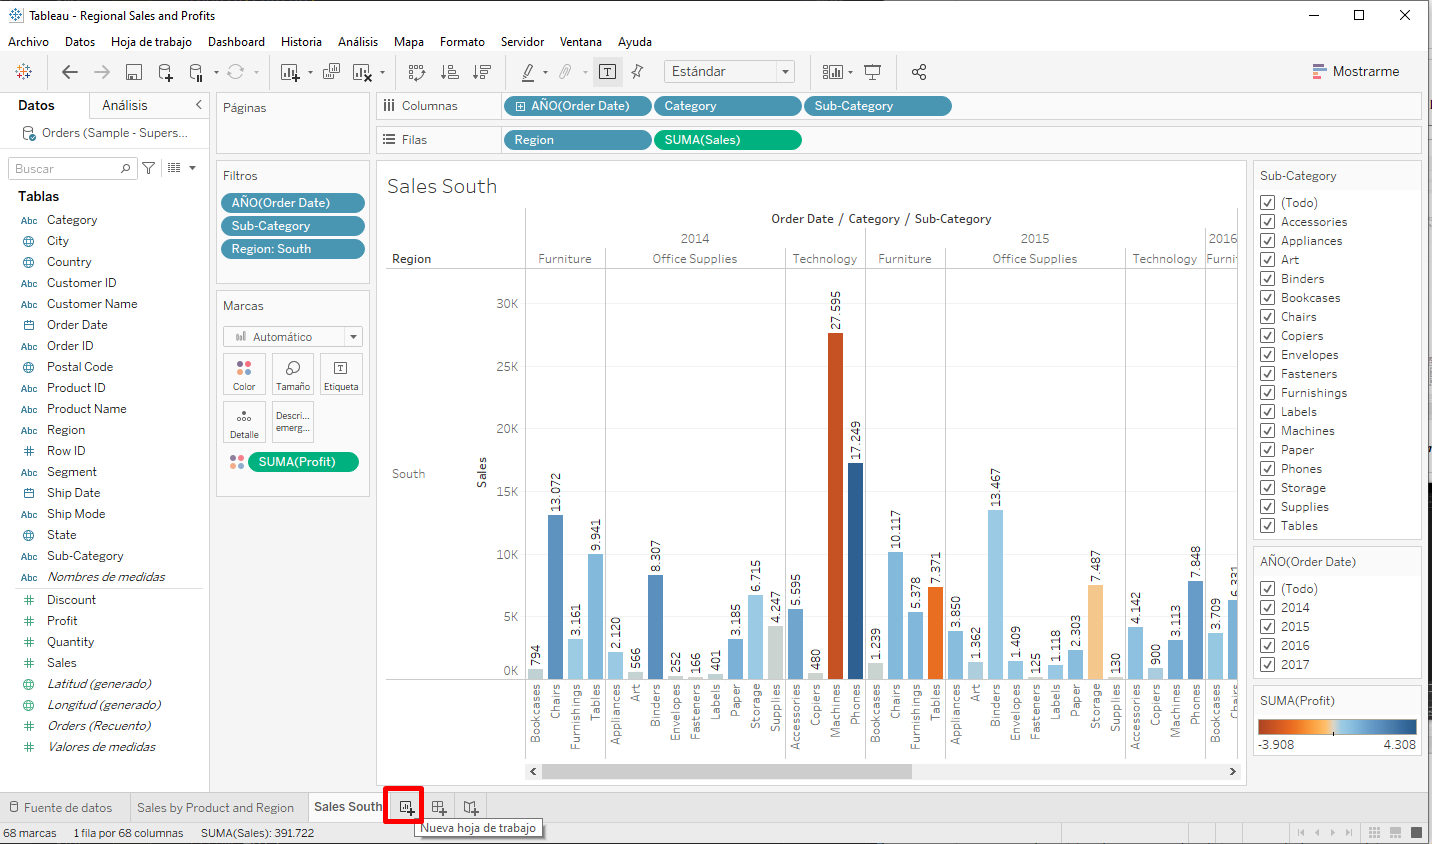 Tableau - Regional Sales and Profits
Archivo Datos Hoja de trabajo Dashboard Historia Análisis Mapa Formato Servidor Ventana Ayuda
Estándar
Mostrarme
Datos Análisis
Orders (Sample - Supers...
Buscar
Tablas
Abc Category
City
Country
Abc Customer ID
Abc Customer Name
Order Date
Abc Order ID
Postal Code
Abc Product ID
Abc Product Name
Abc Region
Row ID
Abc Segment
Ship Date
Abc Ship Mode
State
Abc Sub-Category
Abc Nombres de medidas
Discount
Profit
Quantity
Sales
Latitud (generado)
Longitud (generado)
Orders (Recuento)
Valores de medidas
Páginas
Filtros
AÑO(Order Date)
Sub-Category
Region: South
Marcas
Automático
Color Tamaño Etiqueta
Detalle Descri... emerg...
SUMA(Profit)
Columnas AÑO(Order Date) Category Sub-Category
Filas Region SUMA(Sales)
Sales South
Order Date / Category / Sub-Category
2014 2015 2016
Region Furniture Office Supplies Technology Furniture Office Supplies Technology
South
Sales
30K
25K
20K
15K
10K
5K
0K
794 13.072 3.161 9.941 2.120 566 8.307 252 166 401 3.185 6.715 4.247 5.595 480 27.595 17.249 1.239 10.117 5.378 7.371 3.850 1.362 13.467 1.409 125 1.118 2.303 7.487 130 4.142 900 3.113 7.848 3.709
Bookcases Chairs Furnishings Tables Appliances Art Binders Envelopes Fasteners Labels Paper Storage Supplies Accessories Copiers Machines Phones Bookcases Chairs Furnishings Tables Appliances Art Binders Envelopes Fasteners Labels Paper Storage Supplies Accessories Copiers Machines Phones Bookcases
Sub-Category
(Todo)
Accessories
Appliances
Art
Binders
Bookcases
Chairs
Copiers
Envelopes
Fasteners
Furnishings
Labels
Machines
Paper
Phones
Storage
Supplies
Tables
AÑO(Order Date)
(Todo)
2014
2015
2016
2017
SUMA(Profit)
-3.908 4.308
Fuente de datos Sales by Product and Region Sales South
Nueva hoja de trabajo
68 marcas 1 fila por 68 columnas SUMA(Sales): 391.722